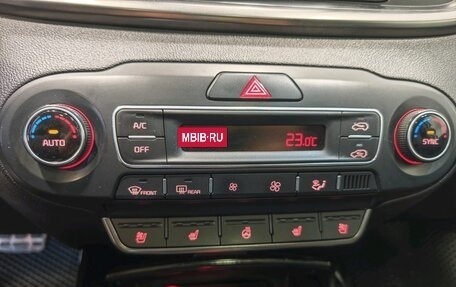 A/C
MBIB.RU
23.0C
AUTO
SYNC
OFF
FRONT
REAR